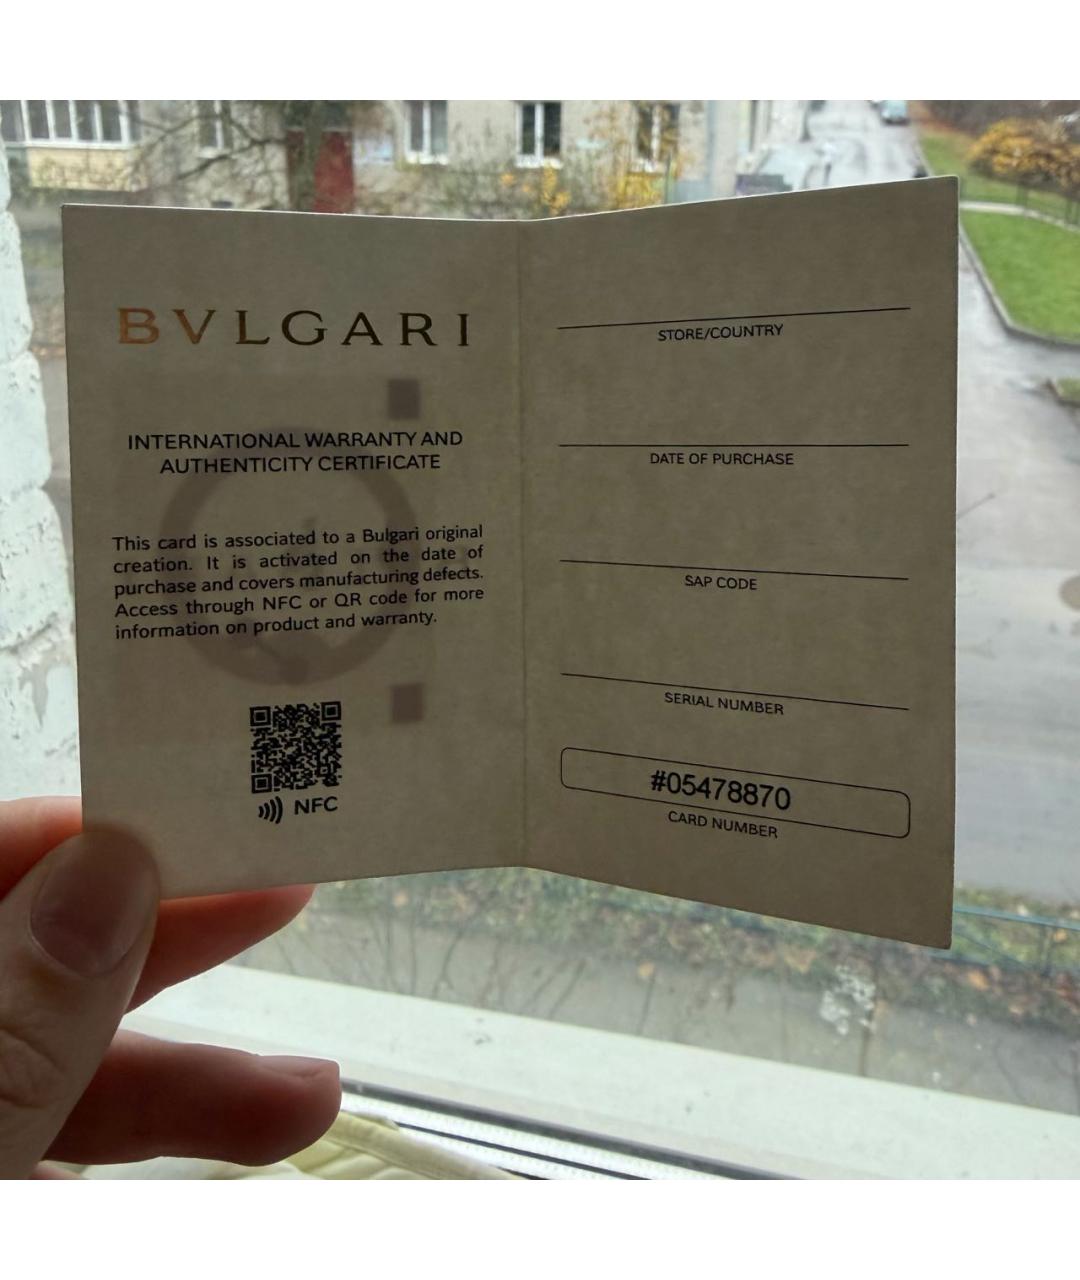 BVLGARI
INTERNATIONAL WARRANTY AND
AUTHENTICITY CERTIFICATE
This card is associated to a Bulgari original
creation. It is activated on the date of
purchase and covers manufacturing defects.
Access through NFC or QR code for more
information on product and warranty.
NFC
STORE/COUNTRY
DATE OF PURCHASE
SAP CODE
SERIAL NUMBER
#05478870
CARD NUMBER